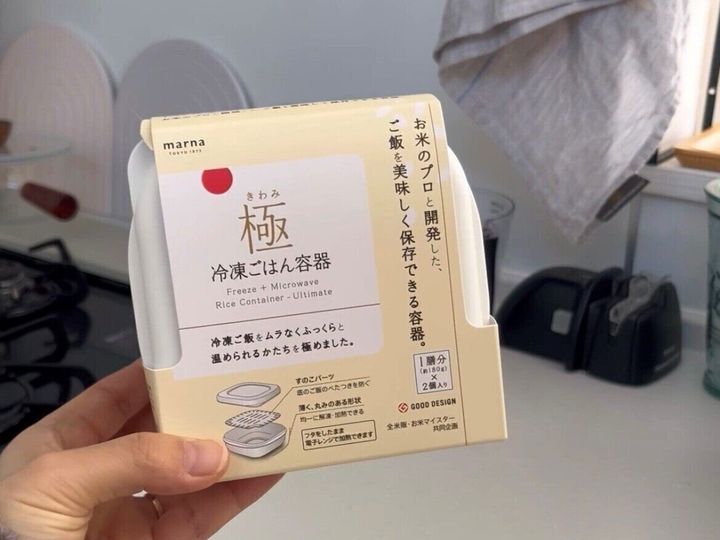 marna
TOKYO 1872
きわみ
極
冷凍ごはん容器
Freeze + Microwave
Rice Container - Ultimate
冷凍ご飯をムラなくふっくらと
温められるかたちを極めました。
お米のプロと開発した、
ご飯を美味しく保存できる容器。
1膳分
(約180g)
×
2個入り
すのこパーツ
底のご飯のべたつきを防ぐ
薄く、丸みのある形状
均一に解凍・加熱できる
フタをしたまま
電子レンジで加熱できます
GOOD DESIGN
全米販・お米マイスター
共同企画